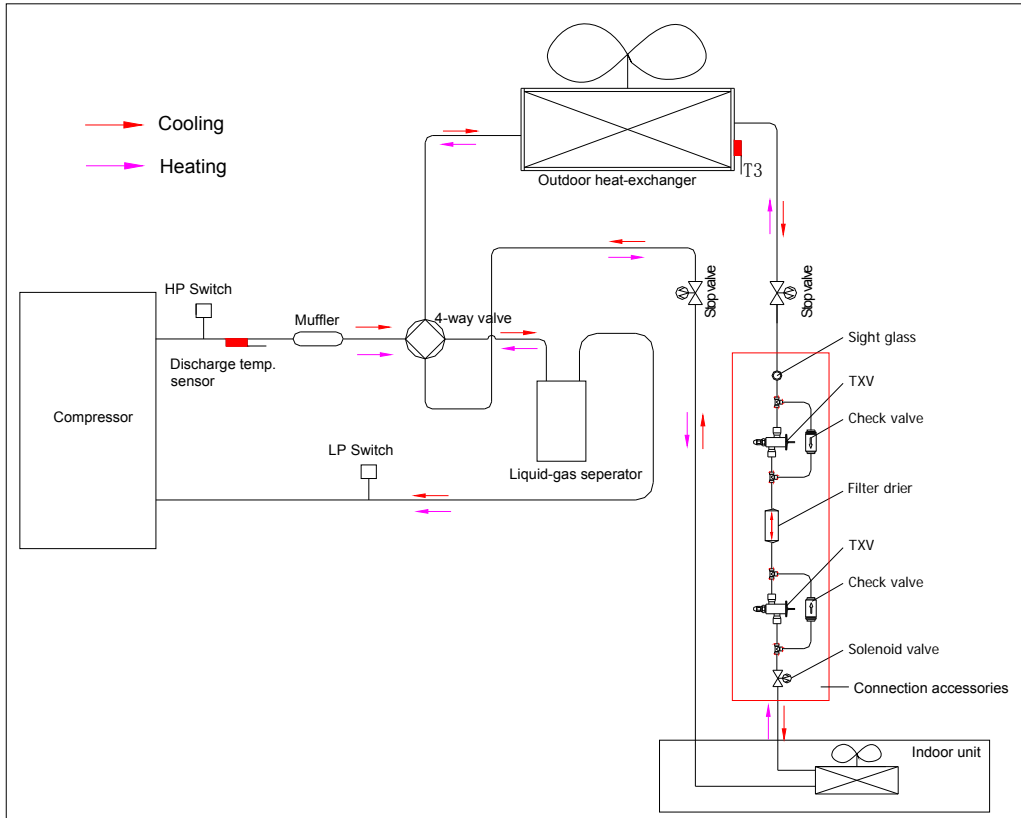 Cooling
Heating
T3
Outdoor heat-exchanger
Stop valve
Stop valve
HP Switch
Muffler
4-way valve
Discharge temp.
sensor
Compressor
LP Switch
Liquid-gas seperator
Sight glass
TXV
Check valve
Filter drier
TXV
Check valve
Solenoid valve
Connection accessories
Indoor unit